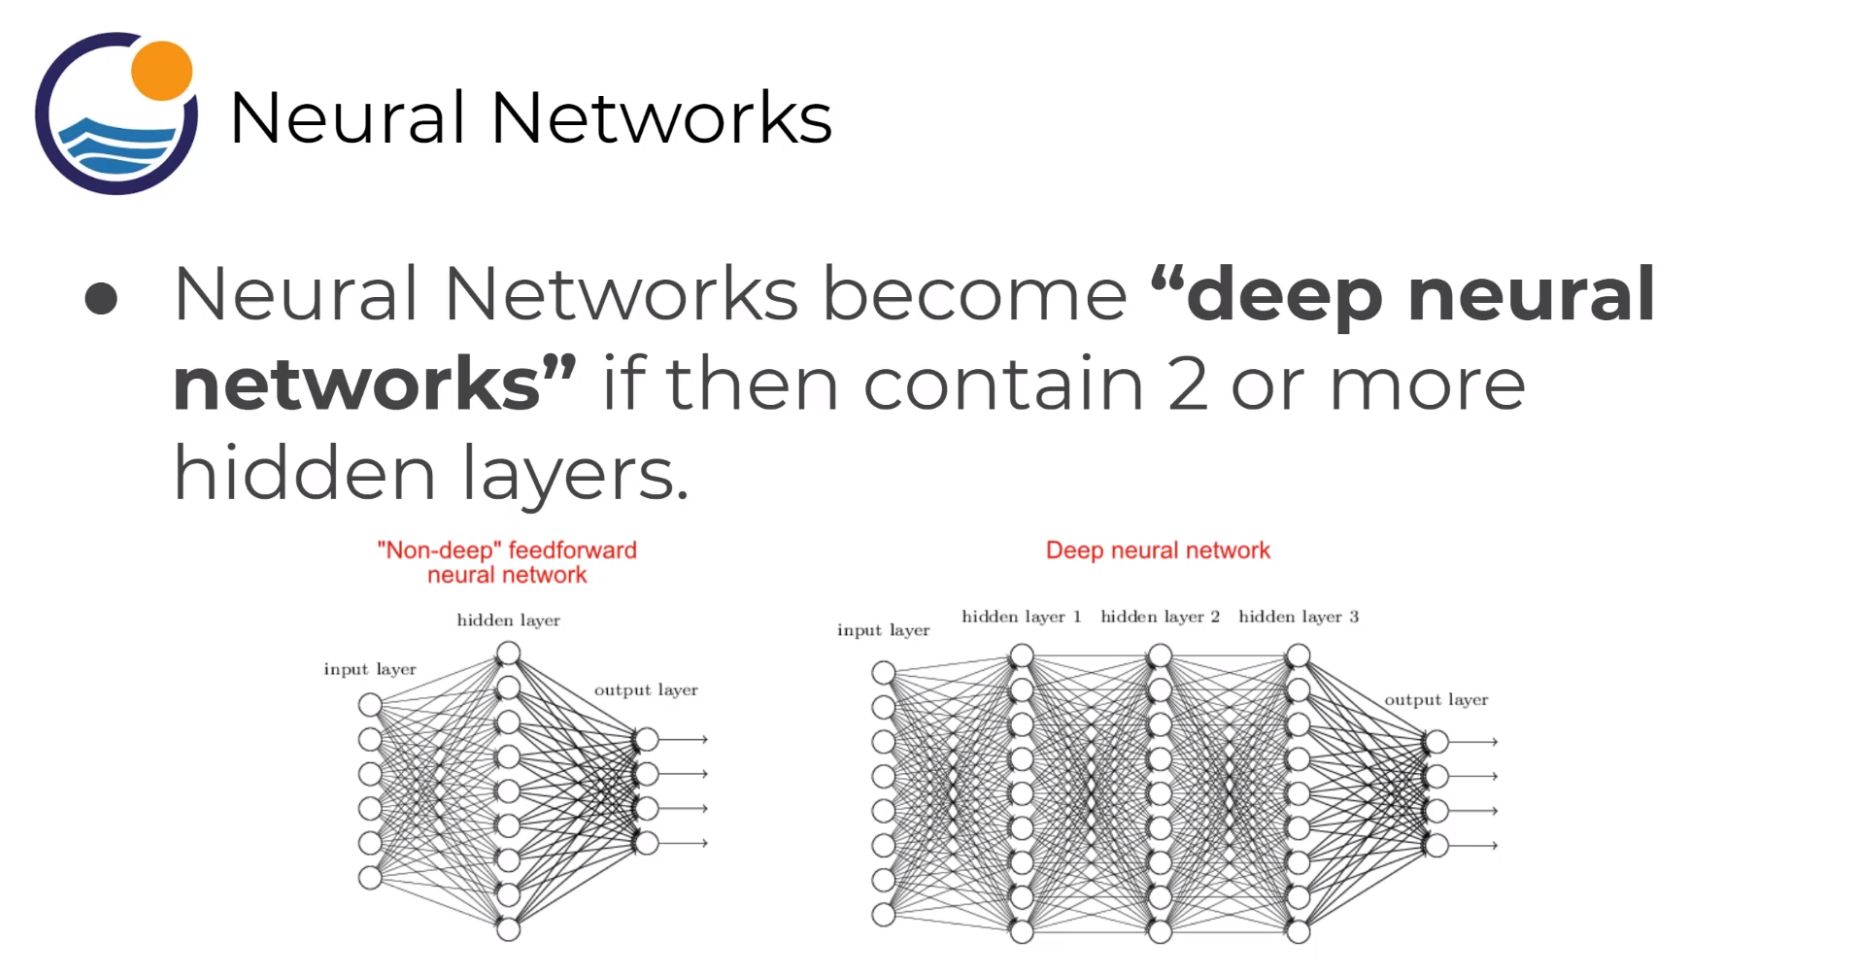 Neural Networks
● Neural Networks become “deep neural
networks” if then contain 2 or more
hidden layers.
"Non-deep" feedforward
neural network
hidden layer
input layer
output layer
Deep neural network
hidden layer 1 hidden layer 2 hidden layer 3
input layer
output layer